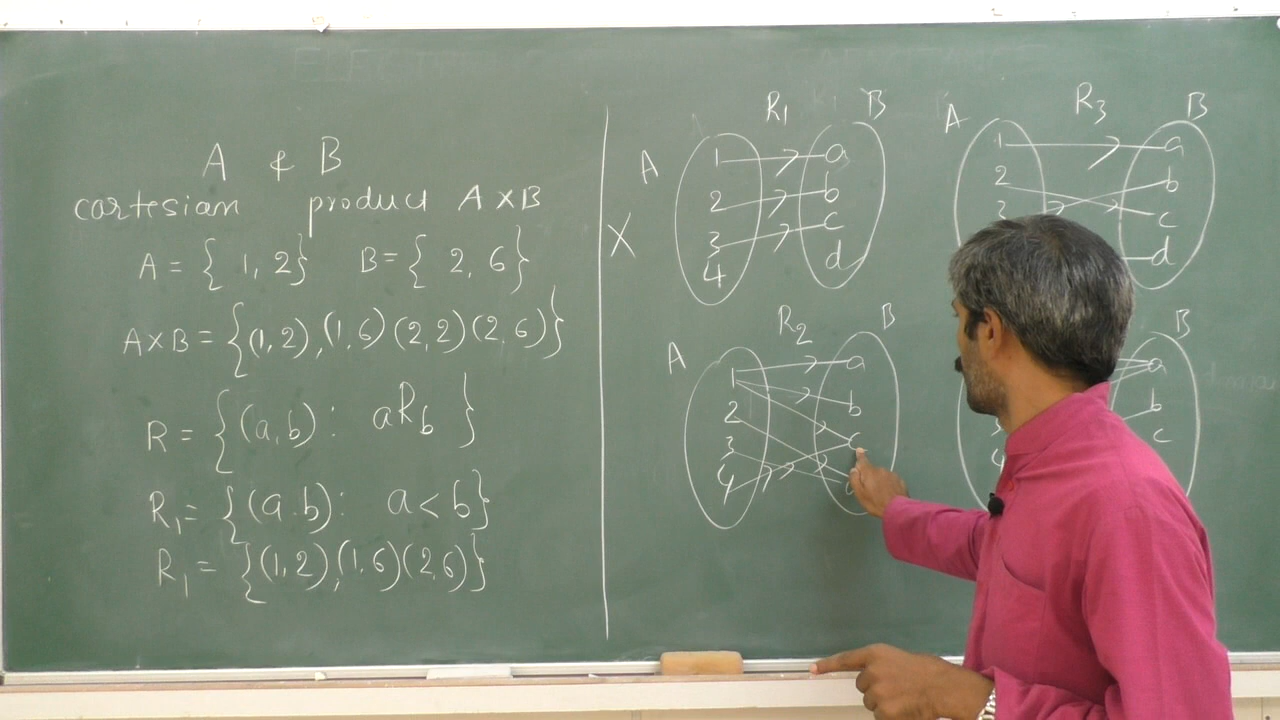 A & B
cartesian product A X B
A = { 1, 2} B = { 2, 6}
A X B = {(1, 2), (1, 6) (2, 2) (2, 6)}
R = {(a, b) : aRb }
R1 = {(a.b) : a < b}
R1 = {(1, 2), (1, 6) (2, 6)}
X
R1
A B
1 a
2 b
3 c
4 d
R3
A B
1 a
2 b
3 c
d
R2
A B
1 a
2 b
3 c
4
B
a
b
c